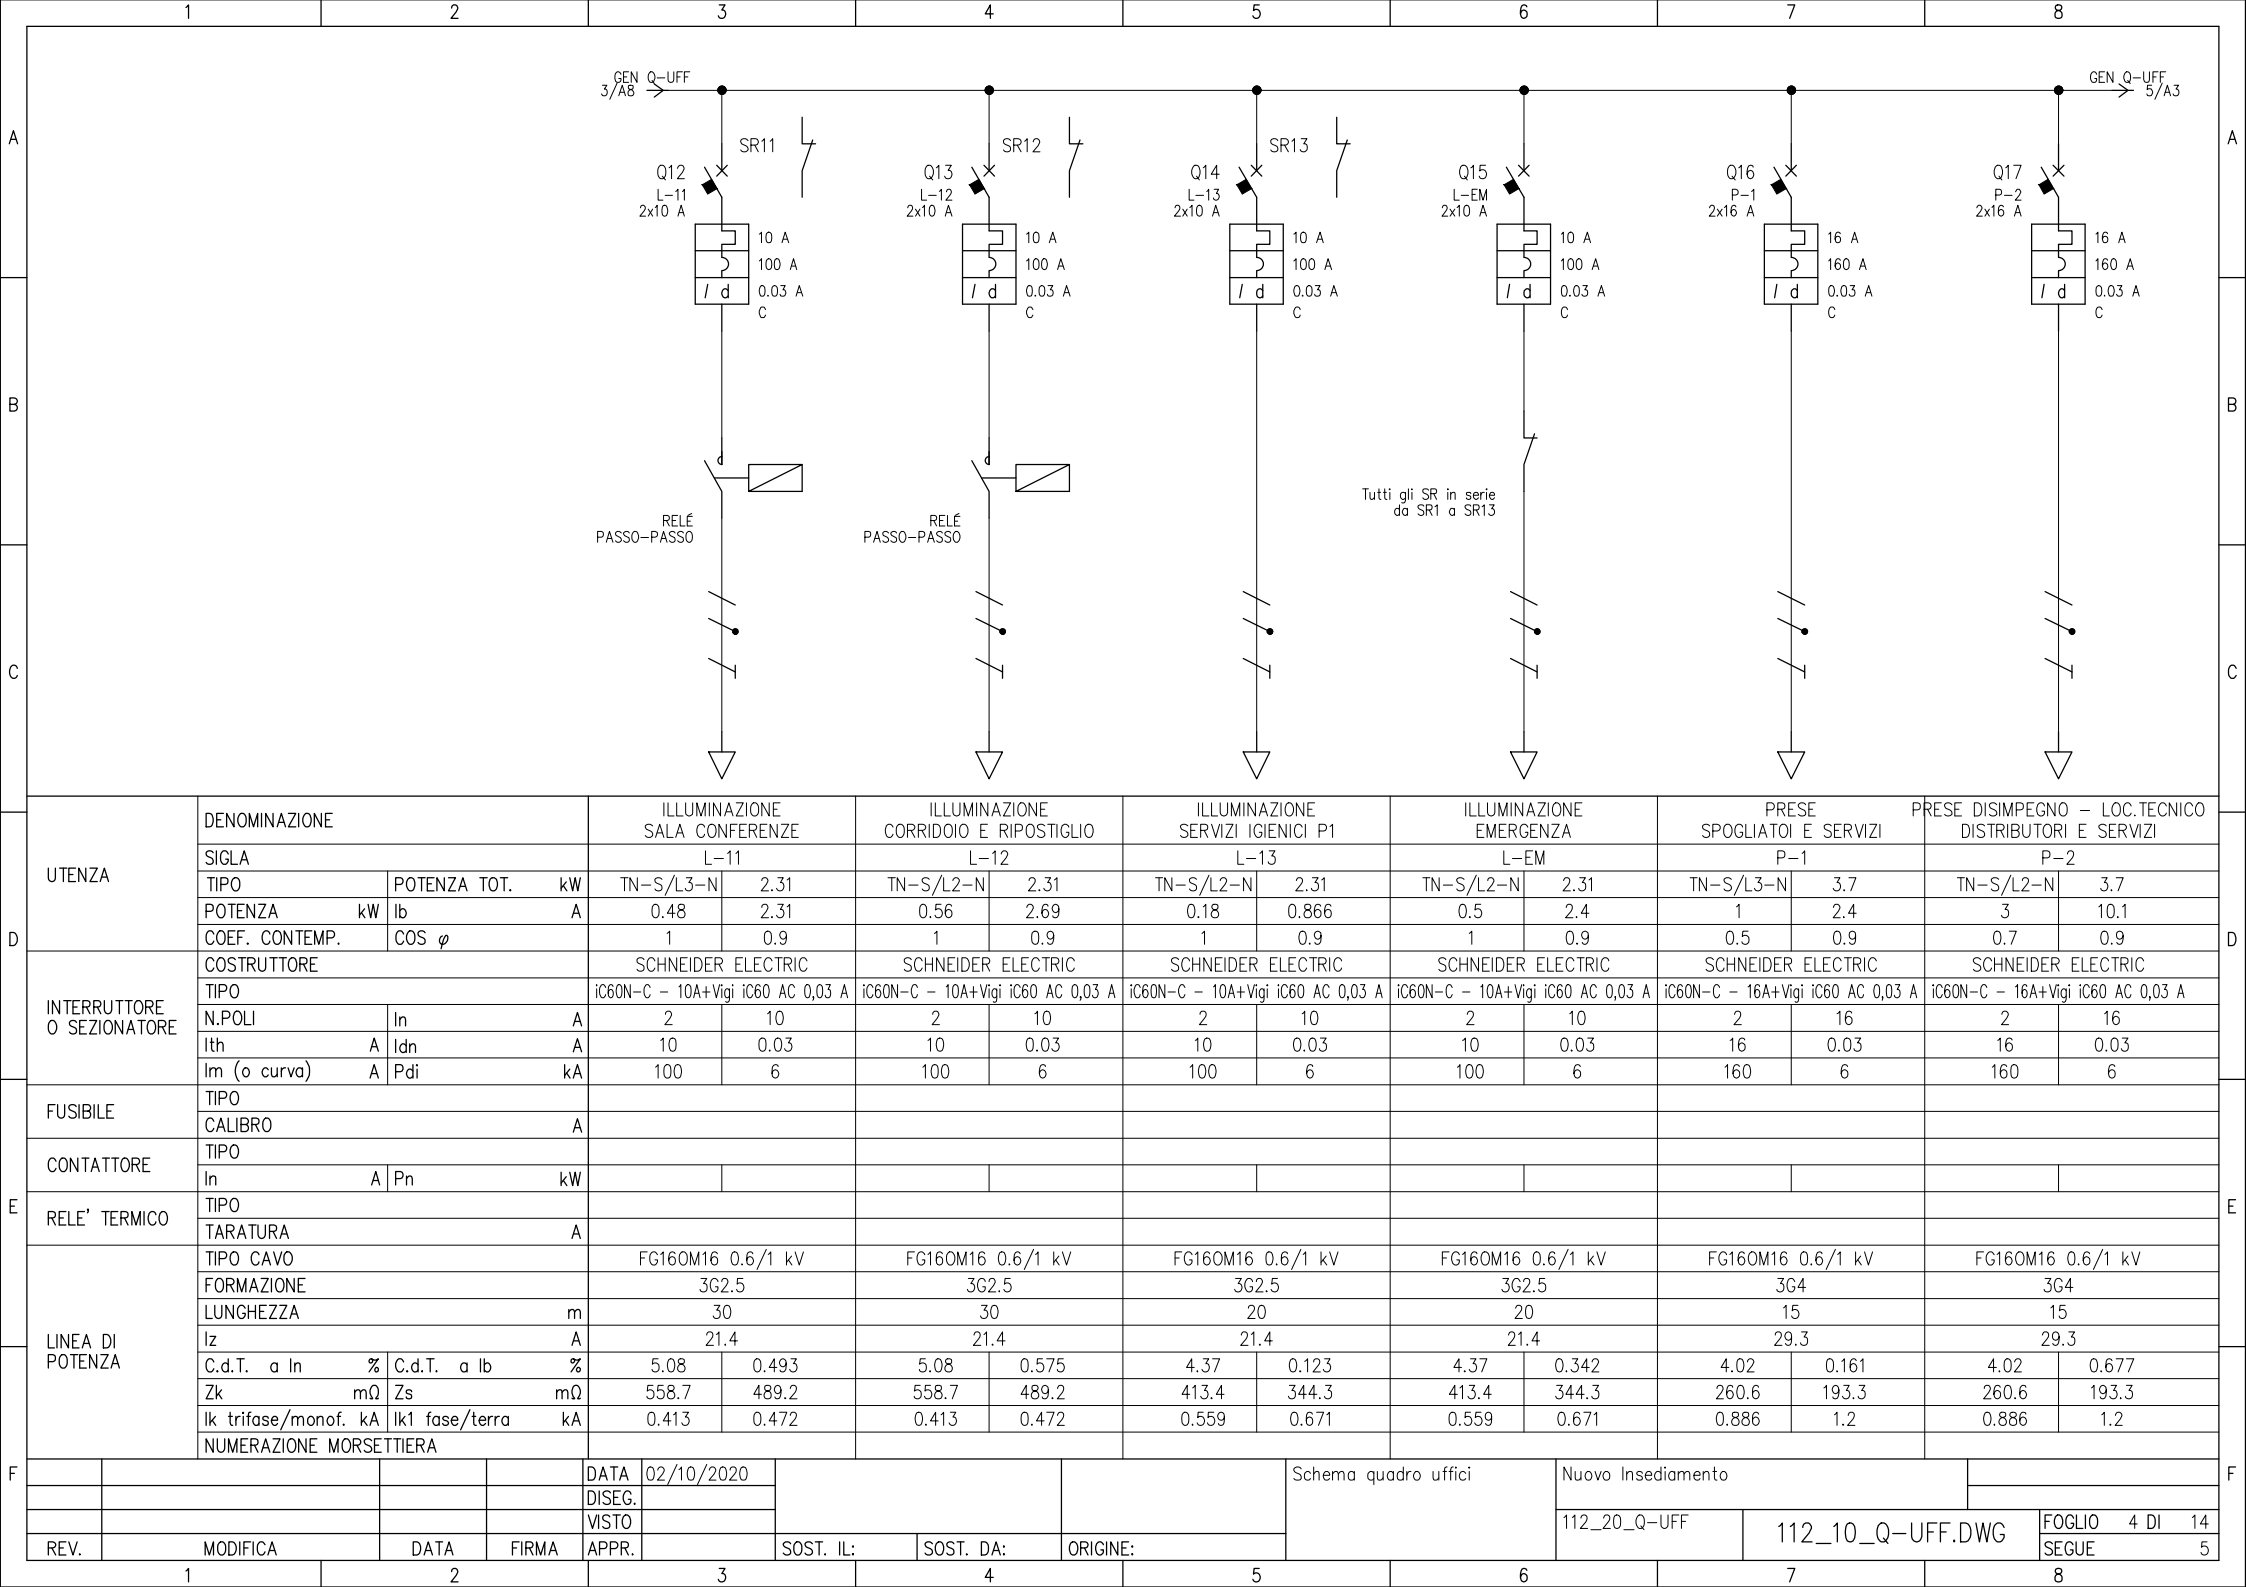 1 2 3 4 5 6 7 8
GEN Q-UFF
3/A8
GEN Q-UFF
5/A3
A A
SR11 SR12 SR13
Q12 Q13 Q14 Q15 Q16 Q17
L-11 L-12 L-13 L-EM P-1 P-2
2x10 A 2x10 A 2x10 A 2x10 A 2x16 A 2x16 A
10 A 10 A 10 A 10 A 16 A 16 A
100 A 100 A 100 A 100 A 160 A 160 A
I d 0.03 A I d 0.03 A I d 0.03 A I d 0.03 A I d 0.03 A I d 0.03 A
C C C C C C
B B
Tutti gli SR in serie
da SR1 a SR13
RELÉ
PASSO-PASSO
RELÉ
PASSO-PASSO
C C
UTENZA
DENOMINAZIONE
ILLUMINAZIONE
SALA CONFERENZE
ILLUMINAZIONE
CORRIDOIO E RIPOSTIGLIO
ILLUMINAZIONE
SERVIZI IGIENICI P1
ILLUMINAZIONE
EMERGENZA
PRESE
SPOGLIATOI E SERVIZI
PRESE DISIMPEGNO - LOC.TECNICO
DISTRIBUTORI E SERVIZI
SIGLA L-11 L-12 L-13 L-EM P-1 P-2
TIPO POTENZA TOT. kW TN-S/L3-N 2.31 TN-S/L2-N 2.31 TN-S/L2-N 2.31 TN-S/L2-N 2.31 TN-S/L3-N 3.7 TN-S/L2-N 3.7
POTENZA kW Ib A 0.48 2.31 0.56 2.69 0.18 0.866 0.5 2.4 1 2.4 3 10.1
D D
COEF. CONTEMP. COS φ 1 0.9 1 0.9 1 0.9 1 0.9 0.5 0.9 0.7 0.9
INTERRUTTORE
O SEZIONATORE
COSTRUTTORE SCHNEIDER ELECTRIC SCHNEIDER ELECTRIC SCHNEIDER ELECTRIC SCHNEIDER ELECTRIC SCHNEIDER ELECTRIC SCHNEIDER ELECTRIC
TIPO iC60N-C - 10A+Vigi iC60 AC 0,03 A iC60N-C - 10A+Vigi iC60 AC 0,03 A iC60N-C - 10A+Vigi iC60 AC 0,03 A iC60N-C - 10A+Vigi iC60 AC 0,03 A iC60N-C - 16A+Vigi iC60 AC 0,03 A iC60N-C - 16A+Vigi iC60 AC 0,03 A
N.POLI In A 2 10 2 10 2 10 2 10 2 16 2 16
Ith A Idn A 10 0.03 10 0.03 10 0.03 10 0.03 16 0.03 16 0.03
Im (o curva) A Pdi kA 100 6 100 6 100 6 100 6 160 6 160 6
FUSIBILE
TIPO
CALIBRO A
CONTATTORE
TIPO
In A Pn kW
E E
RELE' TERMICO
TIPO
TARATURA A
LINEA DI
POTENZA
TIPO CAVO FG16OM16 0.6/1 kV FG16OM16 0.6/1 kV FG16OM16 0.6/1 kV FG16OM16 0.6/1 kV FG16OM16 0.6/1 kV FG16OM16 0.6/1 kV
FORMAZIONE 3G2.5 3G2.5 3G2.5 3G2.5 3G4 3G4
LUNGHEZZA m 30 30 20 20 15 15
Iz A 21.4 21.4 21.4 21.4 29.3 29.3
C.d.T. a In % C.d.T. a Ib % 5.08 0.493 5.08 0.575 4.37 0.123 4.37 0.342 4.02 0.161 4.02 0.677
Zk mΩ Zs mΩ 558.7 489.2 558.7 489.2 413.4 344.3 413.4 344.3 260.6 193.3 260.6 193.3
Ik trifase/monof. kA Ik1 fase/terra kA 0.413 0.472 0.413 0.472 0.559 0.671 0.559 0.671 0.886 1.2 0.886 1.2
NUMERAZIONE MORSETTIERA
F F
DATA 02/10/2020
DISEG.
VISTO
REV. MODIFICA DATA FIRMA APPR. SOST. IL: SOST. DA: ORIGINE:
Schema quadro uffici
Nuovo Insediamento
112_20_Q-UFF
112_10_Q-UFF.DWG
FOGLIO 4 DI 14
SEGUE 5
1 2 3 4 5 6 7 8